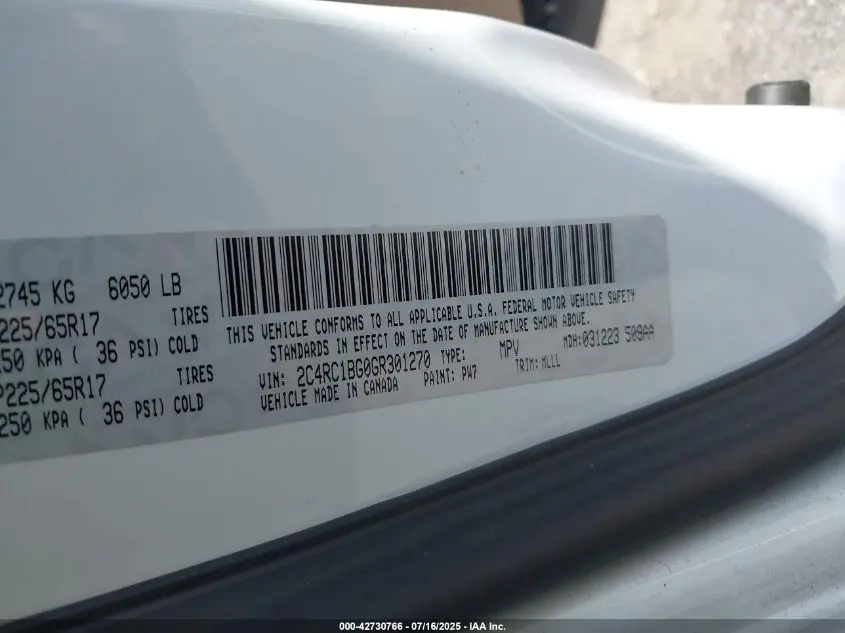 2745 KG 6050 LB
225/65R17 TIRES
250 KPA ( 36 PSI) COLD
P225/65R17 TIRES
250 KPA ( 36 PSI) COLD
THIS VEHICLE CONFORMS TO ALL APPLICABLE U.S.A. FEDERAL MOTOR VEHICLE SAFETY
STANDARDS IN EFFECT ON THE DATE OF MANUFACTURE SHOWN ABOVE.
VIN: 2C4RC1BG0GR301270 TYPE: MPV MDH:031223 509AA
VEHICLE MADE IN CANADA PAINT: PW7 TRIM: MLLL
000-42730766 - 07/16/2025 - IAA Inc.